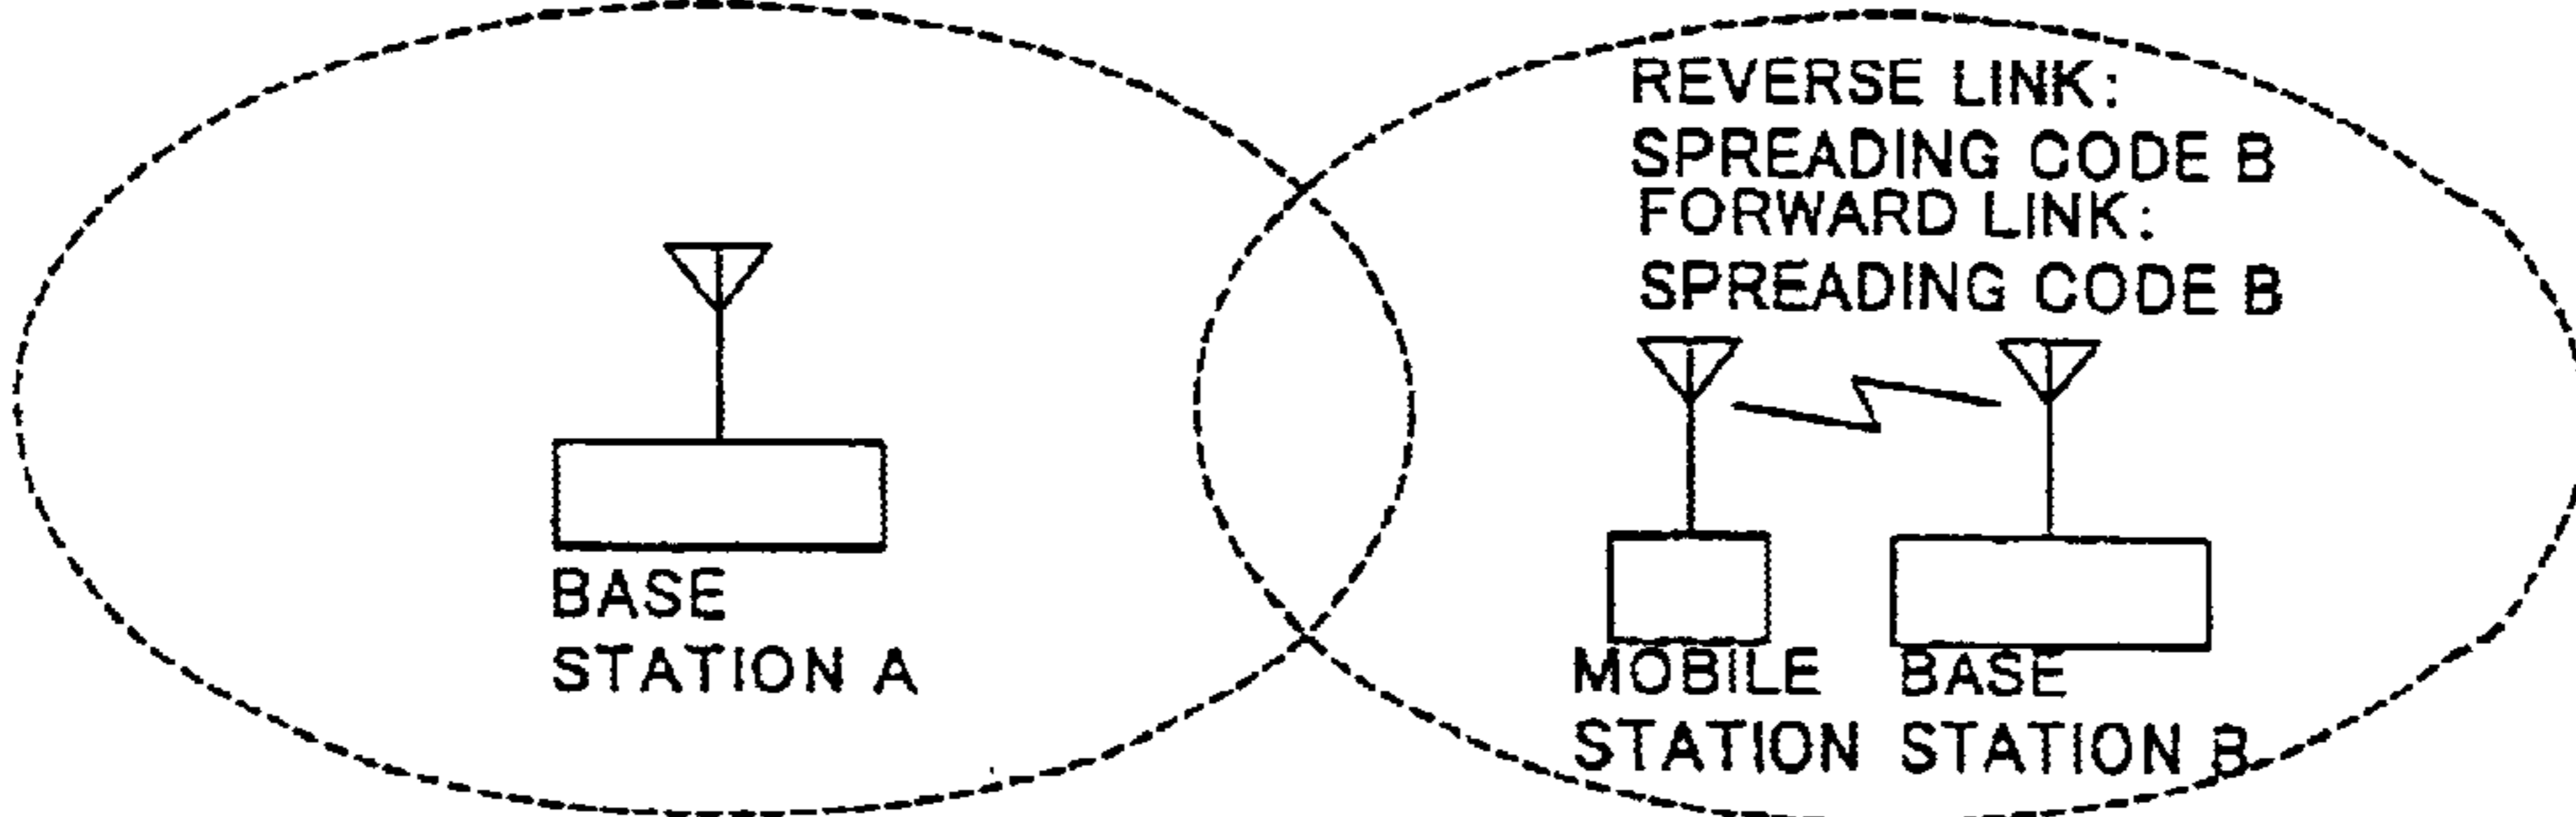 REVERSE LINK:
SPREADING CODE B
FORWARD LINK:
SPREADING CODE B
BASE
STATION A
MOBILE
STATION
BASE
STATION B